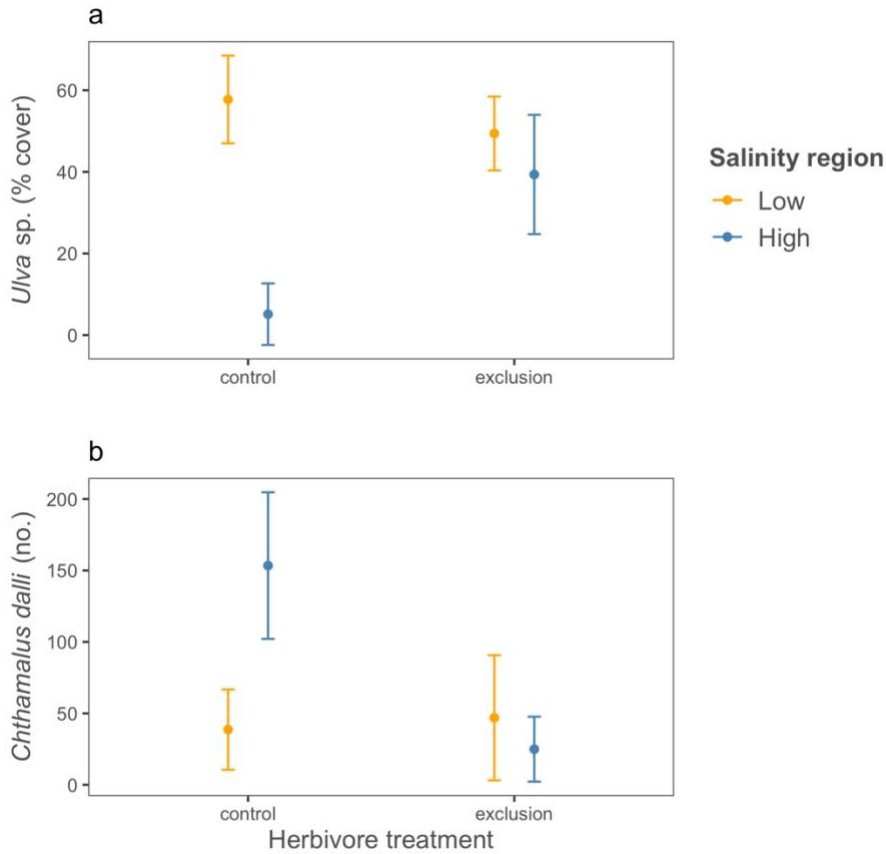 a
Ulva sp. (% cover)
60
40
20
0
control exclusion
Salinity region
Low
High
b
Chthamalus dalli (no.)
200
150
100
50
0
control exclusion
Herbivore treatment